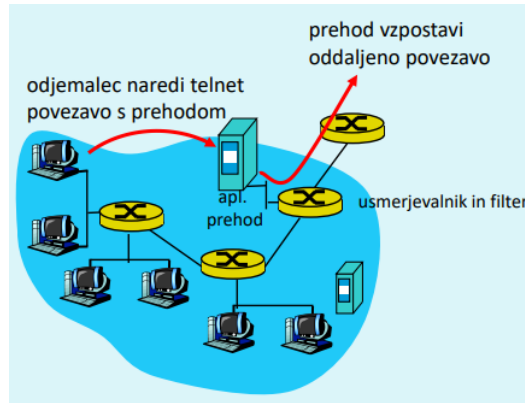 prehod vzpostavi
oddaljeno povezavo
odjemalec naredi telnet
povezavo s prehodom
apl.
prehod
usmerjevalnik in filter